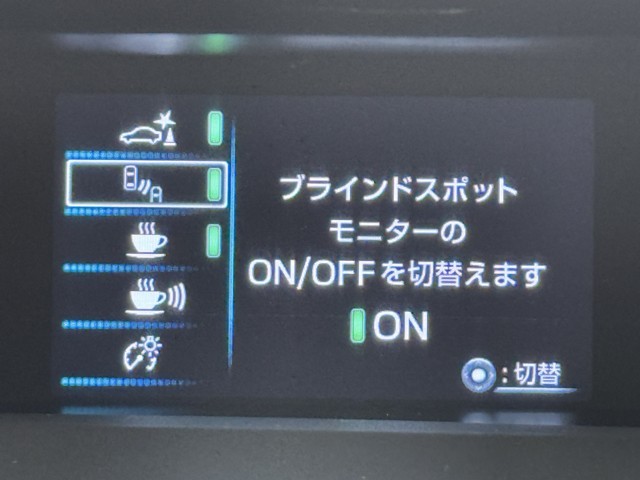 A
ブラインドスポット
モニターの
ON/OFFを切替えます
ON
:切替